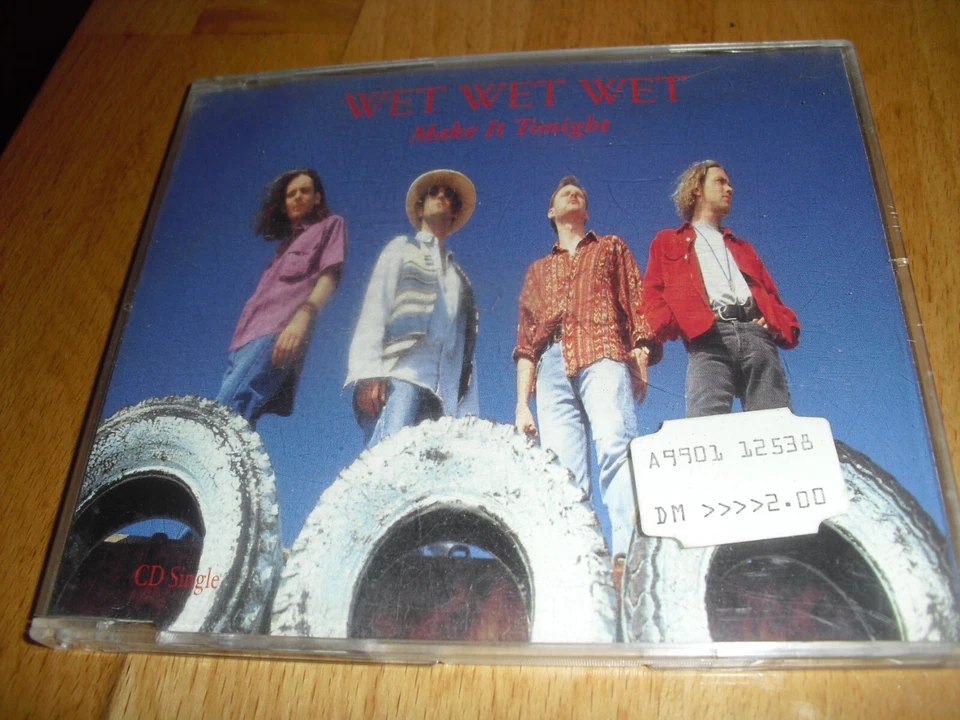 WET WET WET
Make It Tonight
A9901 12538
DM >>>>2.00
CD Single